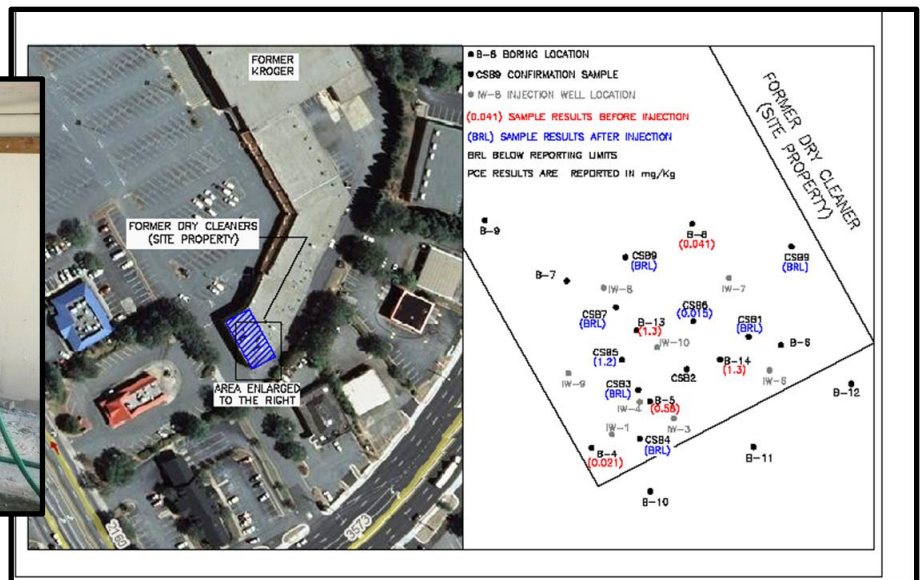 FORMER
KROGER
FORMER DRY CLEANERS
(SITE PROPERTY)
AREA ENLARGED
TO THE RIGHT
2160
3573
B-6 BORING LOCATION
CSB9 CONFIRMATION SAMPLE
IW-8 INJECTION WELL LOCATION
(0.041) SAMPLE RESULTS BEFORE INJECTION
(BRL) SAMPLE RESULTS AFTER INJECTION
BRL BELOW REPORTING LIMITS
PCE RESULTS ARE REPORTED IN mg/Kg
FORMER DRY CLEANER
(SITE PROPERTY)
B-9
B-8
(0.041)
CSB9
(BRL)
CSB9
(BRL)
B-7
IW-8
IW-7
CSB7
(BRL)
CSB6
(0.015)
B-13
(1.3)
CSB1
(BRL)
IW-10
B-6
CSB5
(1.2)
B-14
(1.3)
IW-9
CSB2
IW-6
CSB3
(BRL)
B-12
IW-4
B-5
(0.56)
IW-3
IW-1
CSB4
(BRL)
B-4
(0.021)
B-11
B-10